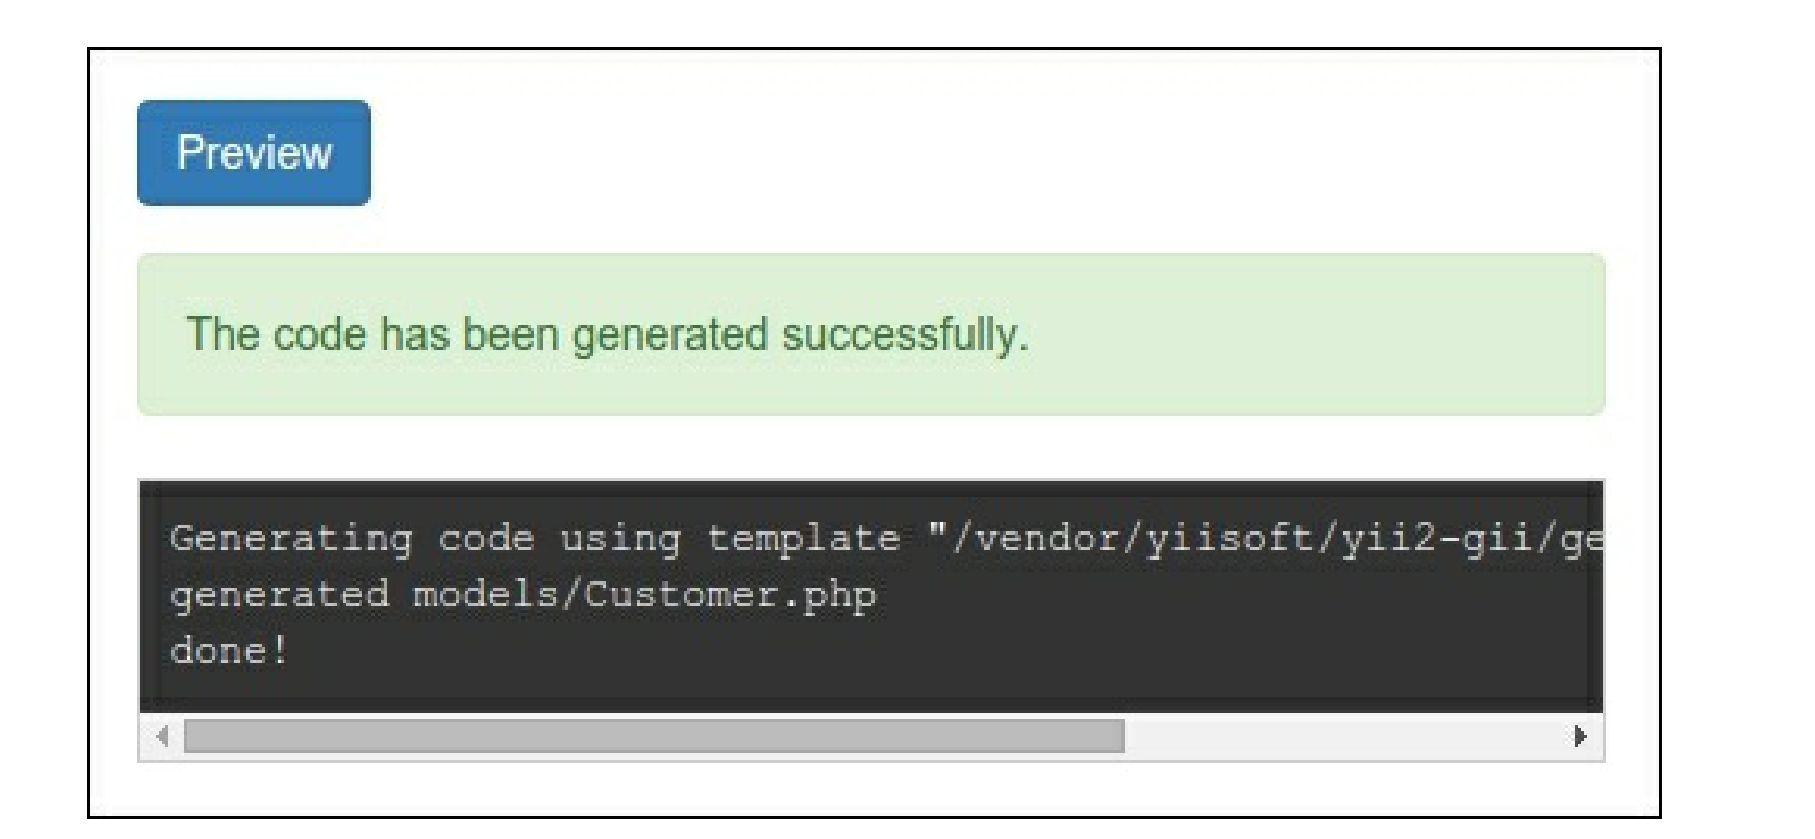 Preview
The code has been generated successfully.
Generating code using template "/vendor/yiisoft/yii2-gii/ge
generated models/Customer.php
done!